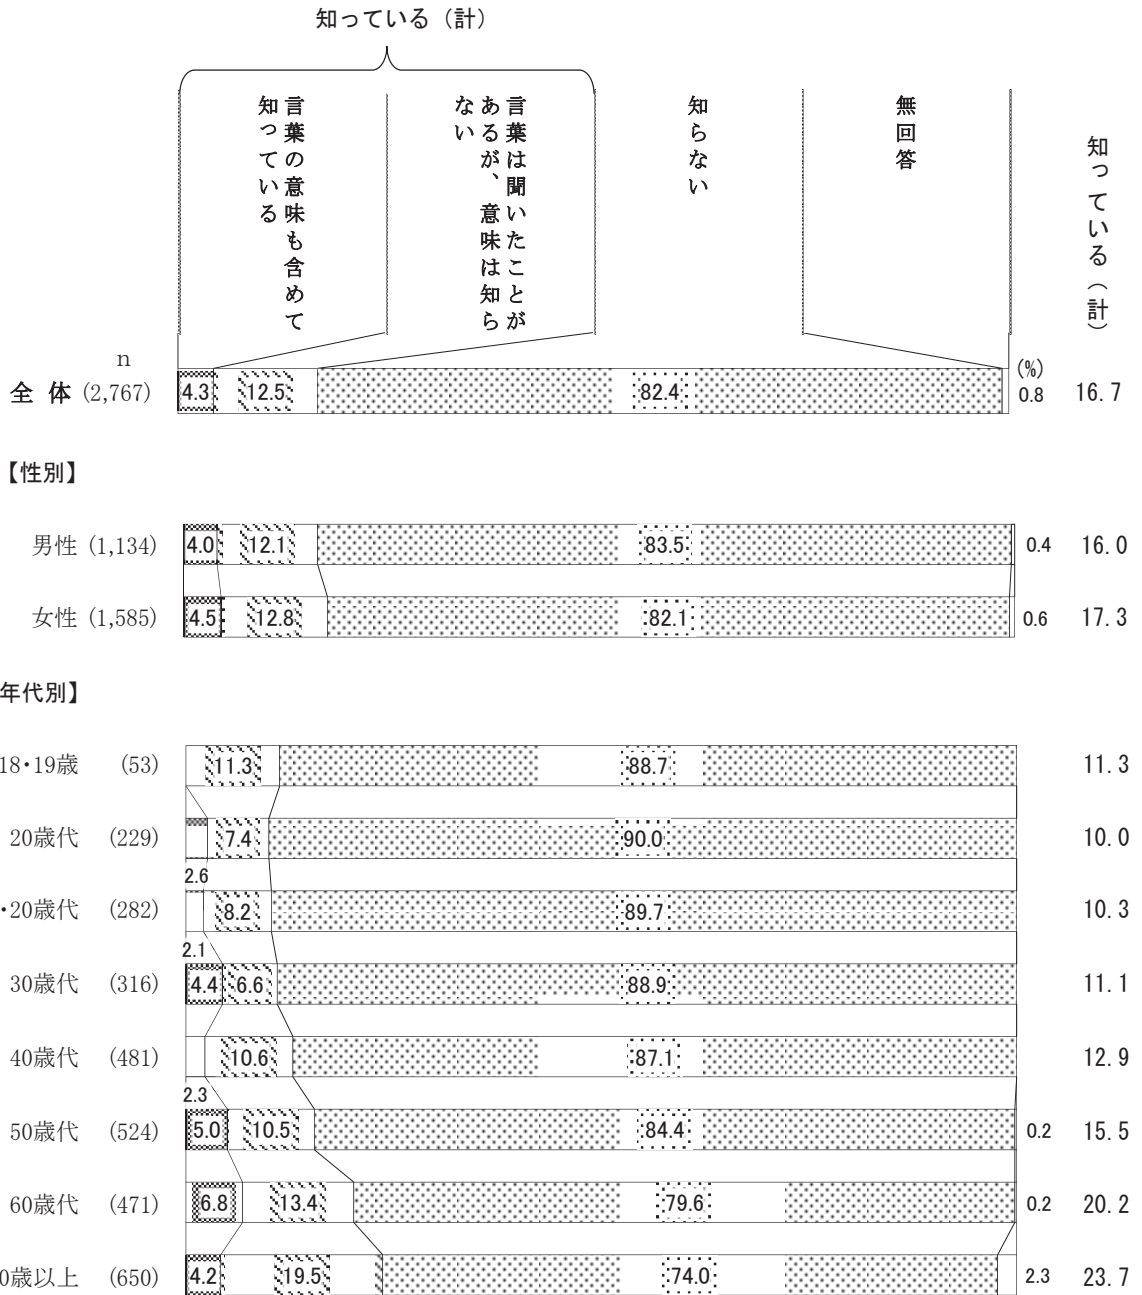 知っている（計）
言葉の意味も含めて
知っている
言葉は聞いたことが
あるが、意味は知ら
ない
知らない
無回答
知っている（計）
n
(%)
全 体 (2,767) 4.3 12.5 82.4 0.8 16.7
【性別】
男性 (1,134) 4.0 12.1 83.5 0.4 16.0
女性 (1,585) 4.5 12.8 82.1 0.6 17.3
年代別】
18・19歳 (53) 11.3 88.7 11.3
20歳代 (229) 7.4 90.0 10.0
2.6
・20歳代 (282) 8.2 89.7 10.3
2.1
30歳代 (316) 4.4 6.6 88.9 11.1
40歳代 (481) 10.6 87.1 12.9
2.3
50歳代 (524) 5.0 10.5 84.4 0.2 15.5
60歳代 (471) 6.8 13.4 79.6 0.2 20.2
0歳以上 (650) 4.2 19.5 74.0 2.3 23.7